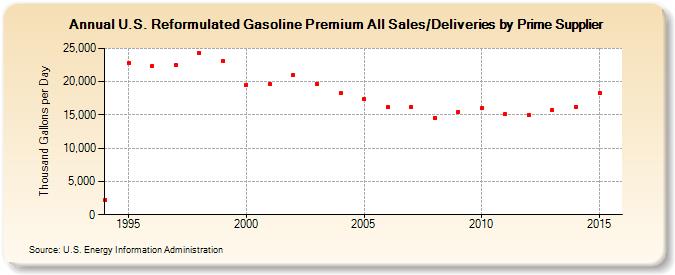 Annual U.S. Reformulated Gasoline Premium All Sales/Deliveries by Prime Supplier
Thousand Gallons per Day
25,000
20,000
15,000
10,000
5,000
0
1995 2000 2005 2010 2015
Source: U.S. Energy Information Administration